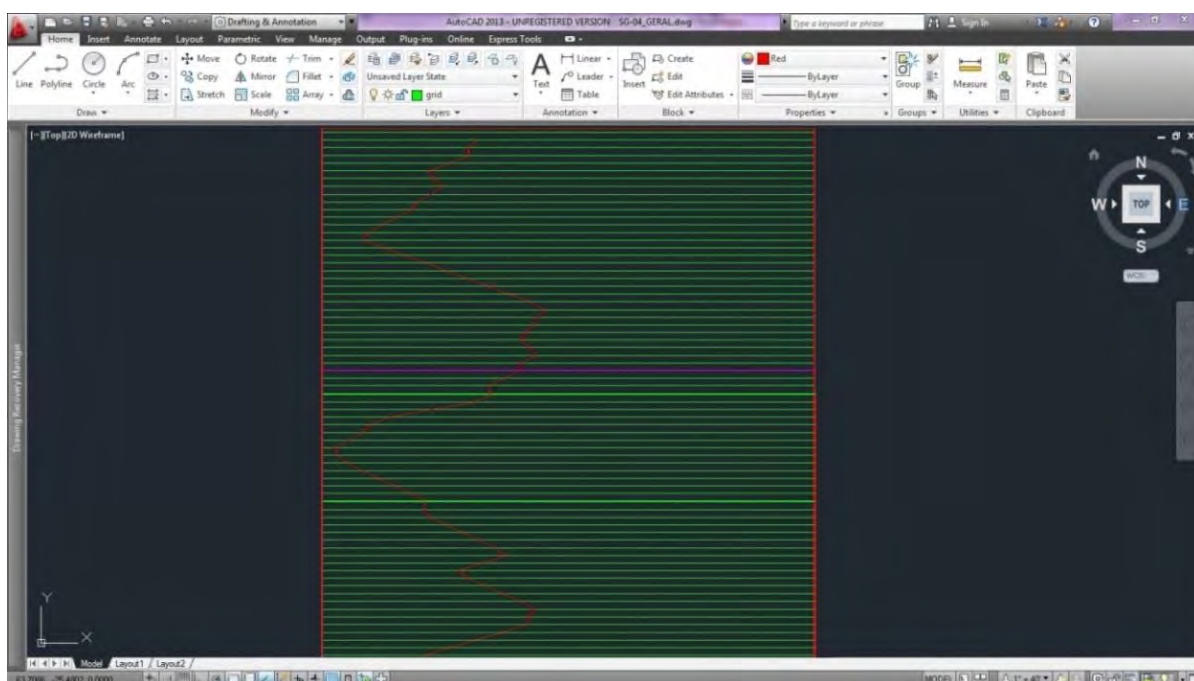 Drafting & Annotation
AutoCAD 2013 - UNREGISTERED VERSION SG-04_GERAL.dwg
Type a keyword or phrase
Sign In
Home Insert Annotate Layout Parametric View Manage Output Plug-ins Online Express Tools
Line Polyline Circle Arc
Move Rotate Trim
Copy Mirror Fillet
Stretch Scale Array
Unsaved Layer State
grid
Text
Linear
Leader
Table
Insert
Create
Edit
Edit Attributes
Red
ByLayer
ByLayer
Group
Measure
Paste
Draw Modify Layers Annotation Block Properties Groups Utilities Clipboard
[-][Top][2D Wireframe]
N
W TOP E
S
WCS
Drawing Recovery Manager
Y
X
Model Layout1 Layout2
MODEL